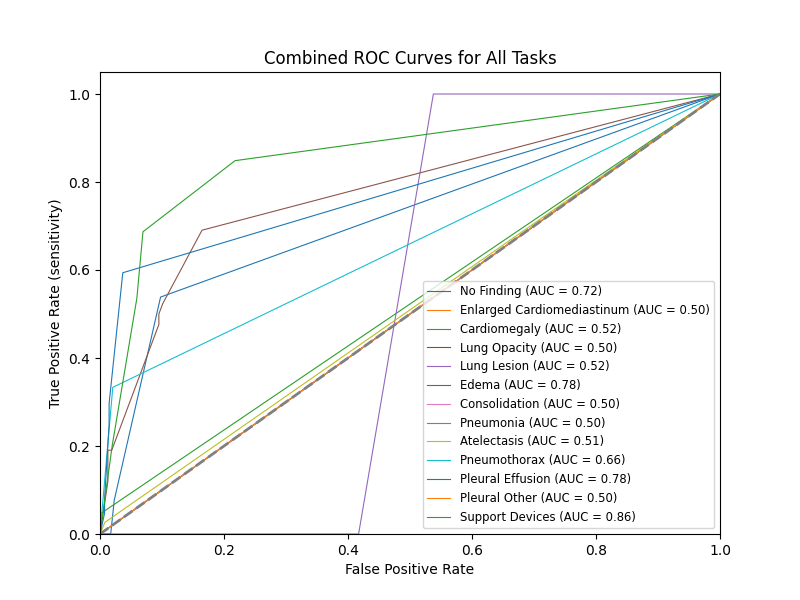 Combined ROC Curves for All Tasks
True Positive Rate (sensitivity)
1.0
0.8
0.6
0.4
0.2
0.0
No Finding (AUC = 0.72)
Enlarged Cardiomediastinum (AUC = 0.50)
Cardiomegaly (AUC = 0.52)
Lung Opacity (AUC = 0.50)
Lung Lesion (AUC = 0.52)
Edema (AUC = 0.78)
Consolidation (AUC = 0.50)
Pneumonia (AUC = 0.50)
Atelectasis (AUC = 0.51)
Pneumothorax (AUC = 0.66)
Pleural Effusion (AUC = 0.78)
Pleural Other (AUC = 0.50)
Support Devices (AUC = 0.86)
0.0 0.2 0.4 0.6 0.8 1.0
False Positive Rate